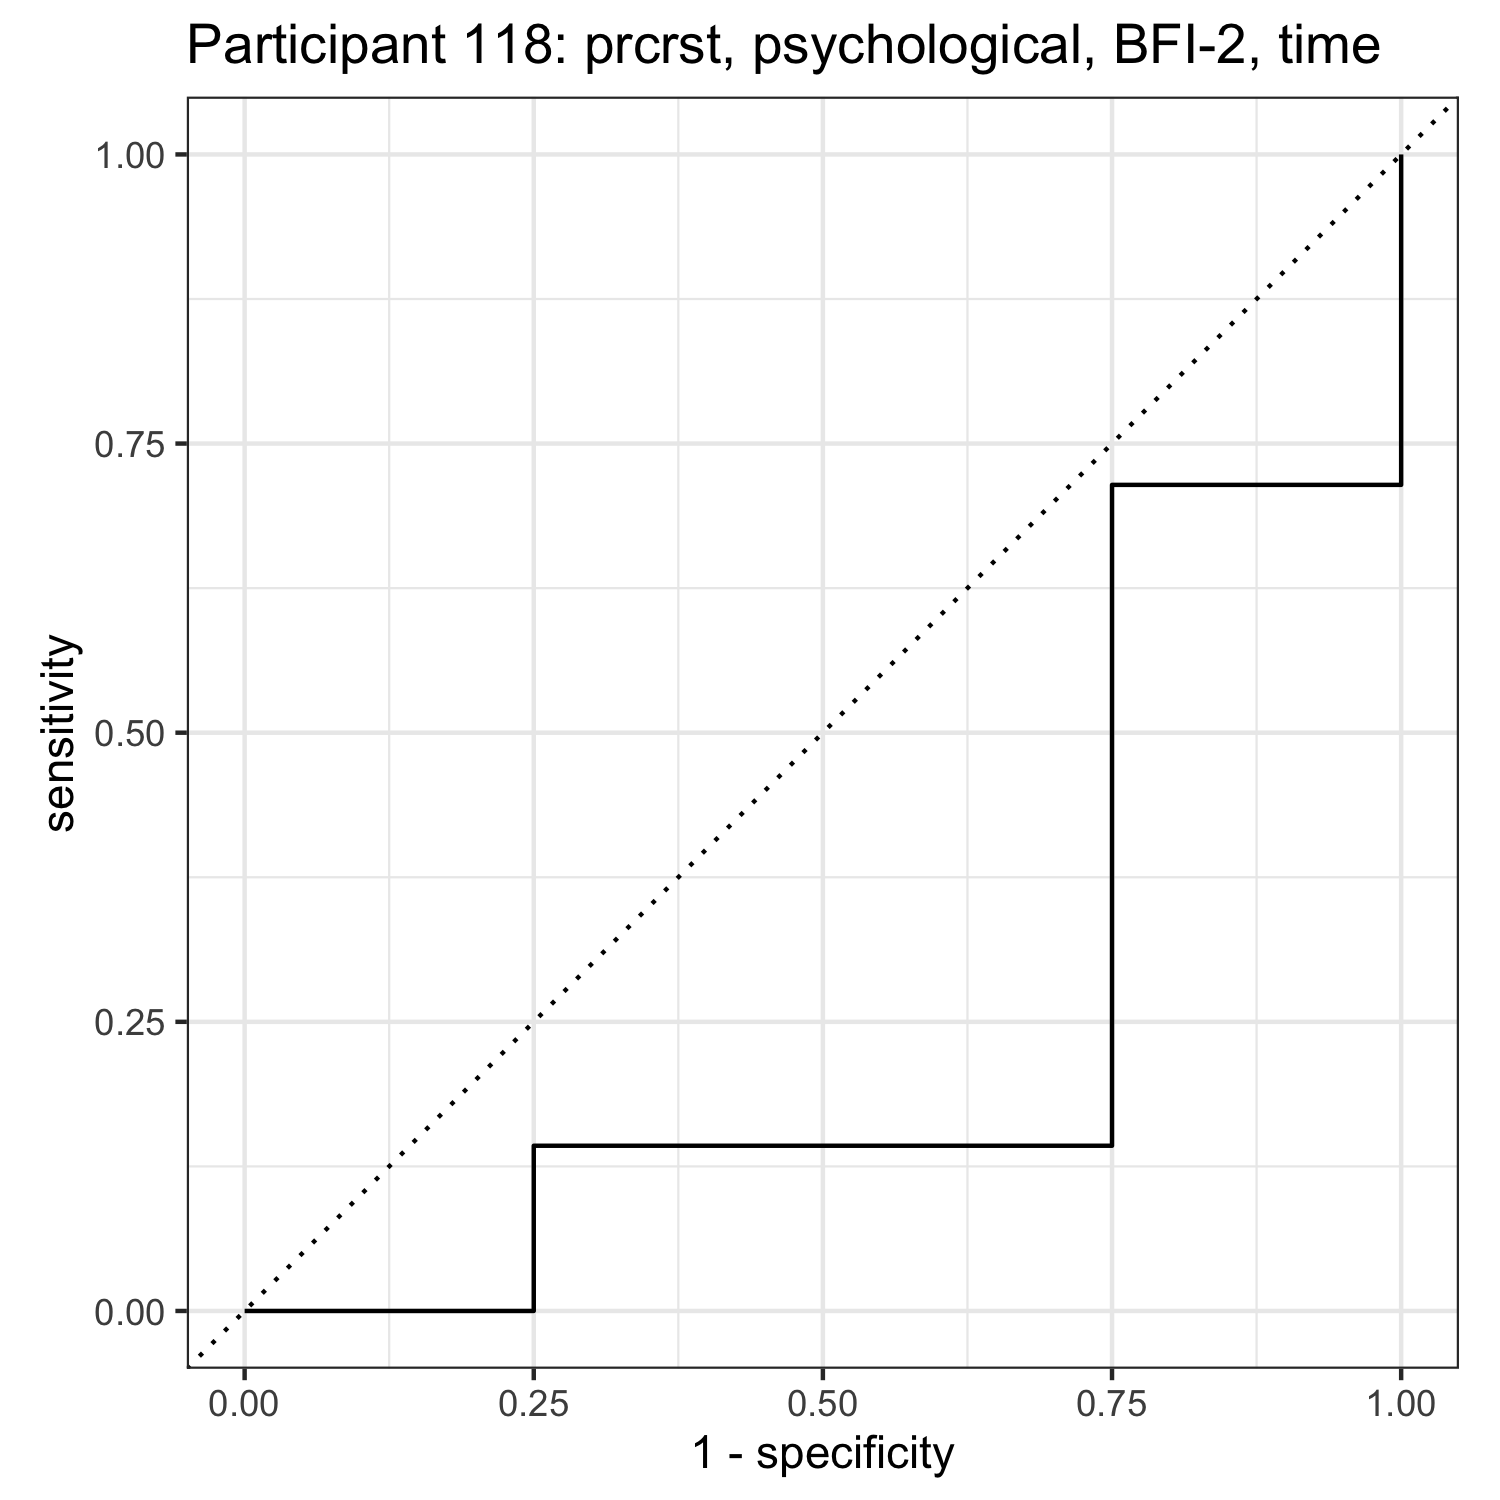 Participant 118: prcrst, psychological, BFI-2, time
1.00
0.75
0.50
0.25
0.00
sensitivity
0.00 0.25 0.50 0.75 1.00
1 - specificity